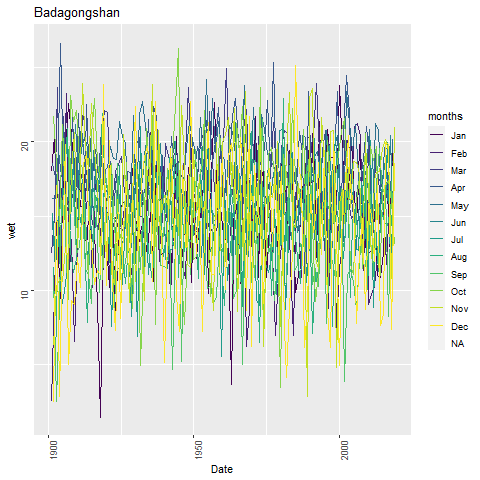 Badagongshan
wet
20
10
1900
1950
2000
Date
months
Jan
Feb
Mar
Apr
May
Jun
Jul
Aug
Sep
Oct
Nov
Dec
NA